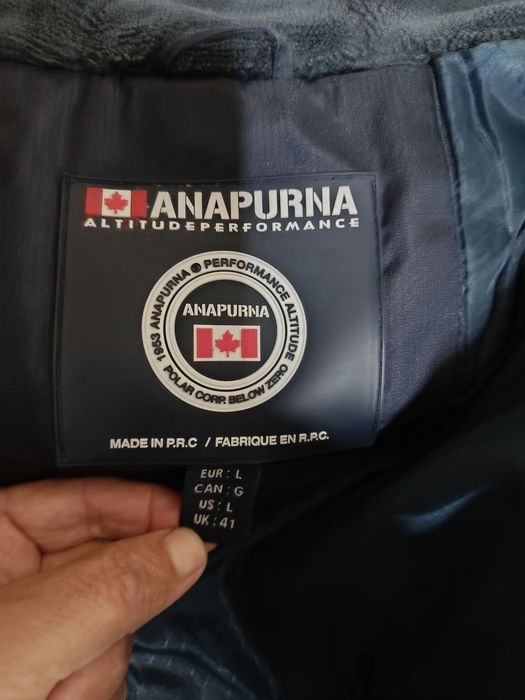 ANAPURNA
ALTITUDEPERFORMANCE
1953 ANAPURNA ® PERFORMANCE ALTITUDE
ANAPURNA
POLAR CORP. BELOW ZERO
MADE IN P.R.C / FABRIQUE EN R.P.C.
EUR : L
CAN : G
US : L
UK : 41